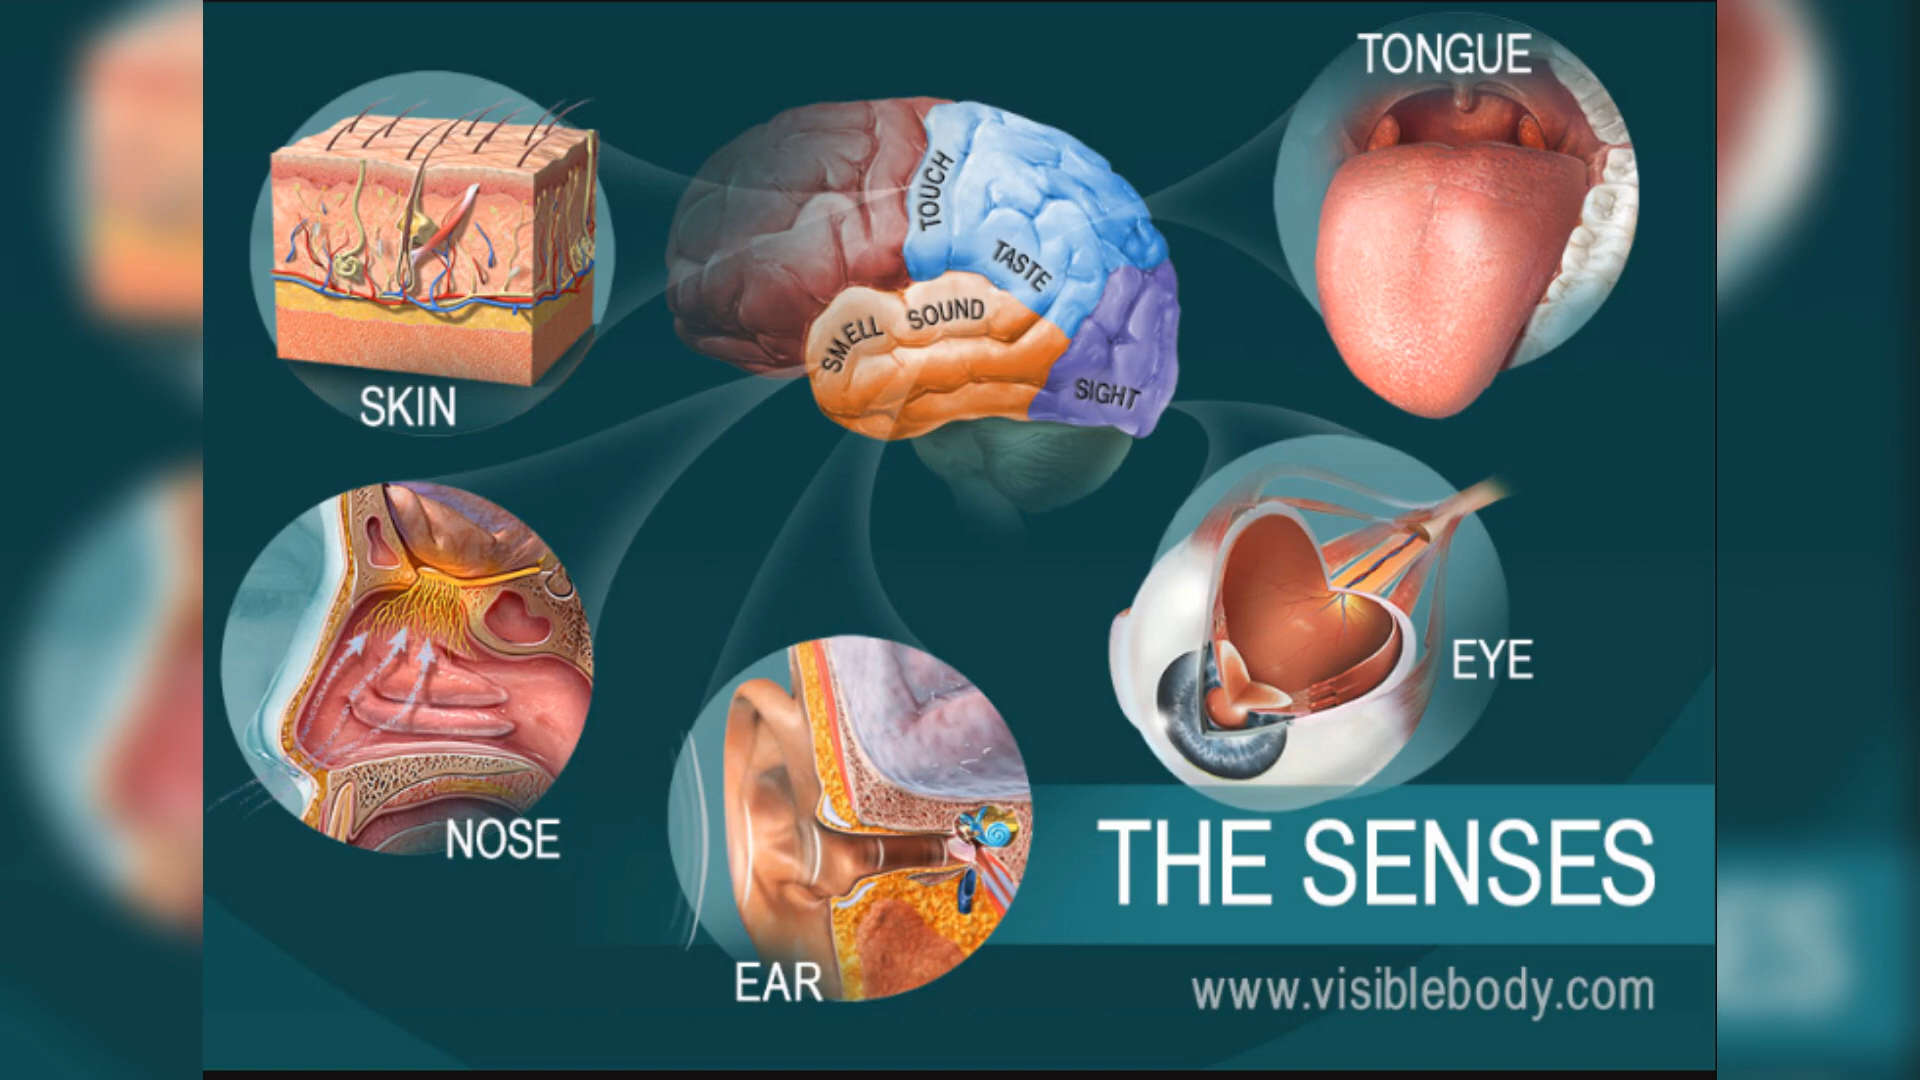 TONGUE
TOUCH
TASTE
SMELL
SOUND
SIGHT
SKIN
EYE
NOSE
THE SENSES
EAR
www.visiblebody.com